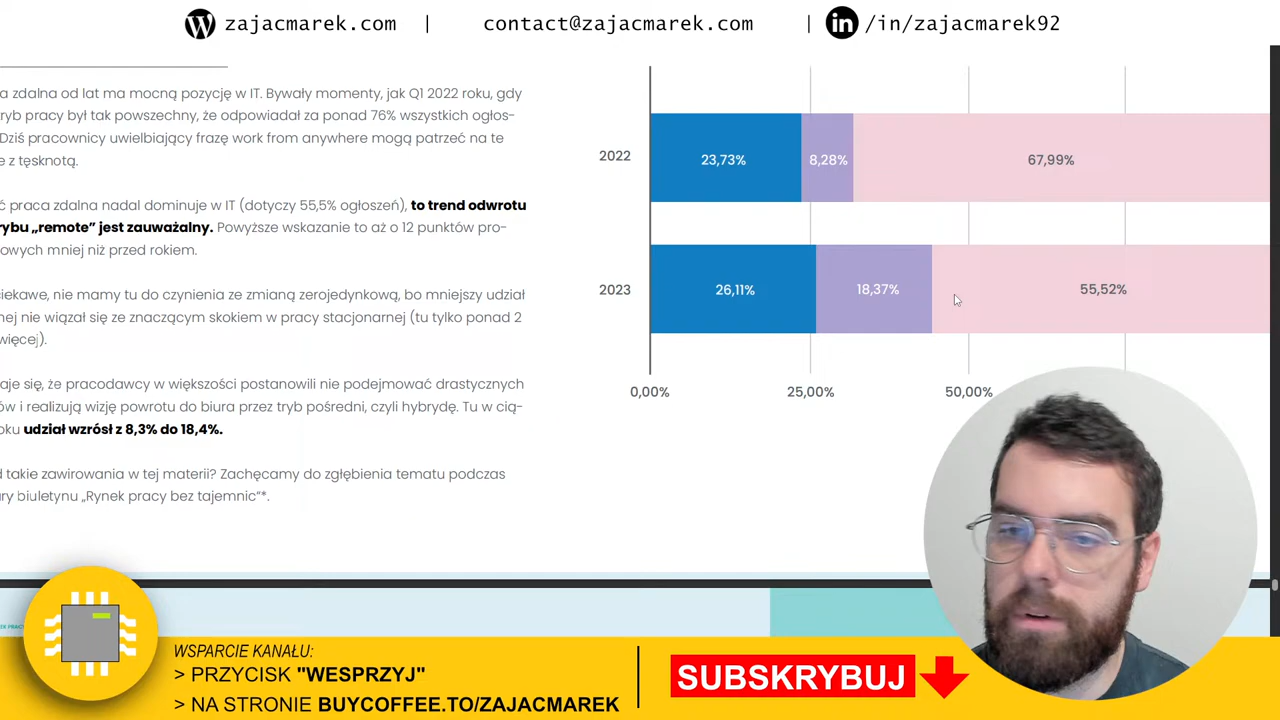 zajacmarek.com | contact@zajacmarek.com | /in/zajacmarek92
a zdalna od lat ma mocną pozycję w IT. Bywały momenty, jak Q1 2022 roku, gdy
ryb pracy był tak powszechny, że odpowiadał za ponad 76% wszystkich ogłos-
Dziś pracownicy uwielbiający frazę work from anywhere mogą patrzeć na te
e z tęsknotą.
ć praca zdalna nadal dominuje w IT (dotyczy 55,5% ogłoszeń), to trend odwrotu
rybu „remote” jest zauważalny. Powyższe wskazanie to aż o 12 punktów pro-
owych mniej niż przed rokiem.
iekawe, nie mamy tu do czynienia ze zmianą zerojedynkową, bo mniejszy udział
nej nie wiązał się ze znaczącym skokiem w pracy stacjonarnej (tu tylko ponad 2
więcej).
aje się, że pracodawcy w większości postanowili nie podejmować drastycznych
ów i realizują wizję powrotu do biura przez tryb pośredni, czyli hybrydę. Tu w cią-
oku udział wzrósł z 8,3% do 18,4%.
d takie zawirowania w tej materii? Zachęcamy do zgłębienia tematu podczas
ury biuletynu „Rynek pracy bez tajemnic”*.
2022
23,73%
8,28%
67,99%
2023
26,11%
18,37%
55,52%
0,00%
25,00%
50,00%
WSPARCIE KANAŁU:
> PRZYCISK "WESPRZYJ"
> NA STRONIE BUYCOFFEE.TO/ZAJACMAREK
SUBSKRYBUJ